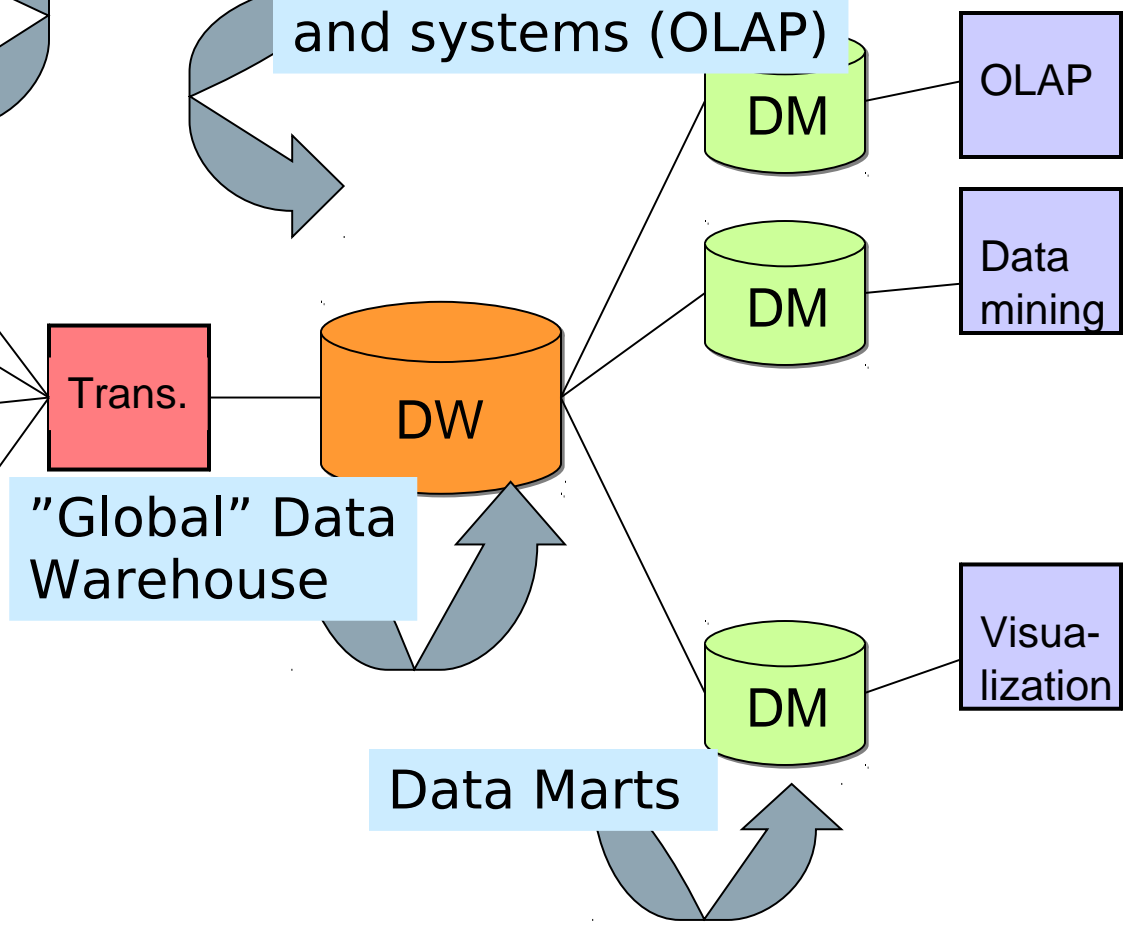 and systems (OLAP)
OLAP
DM
Data
mining
DM
Trans.
DW
”Global” Data
Warehouse
Visua-
lization
DM
Data Marts